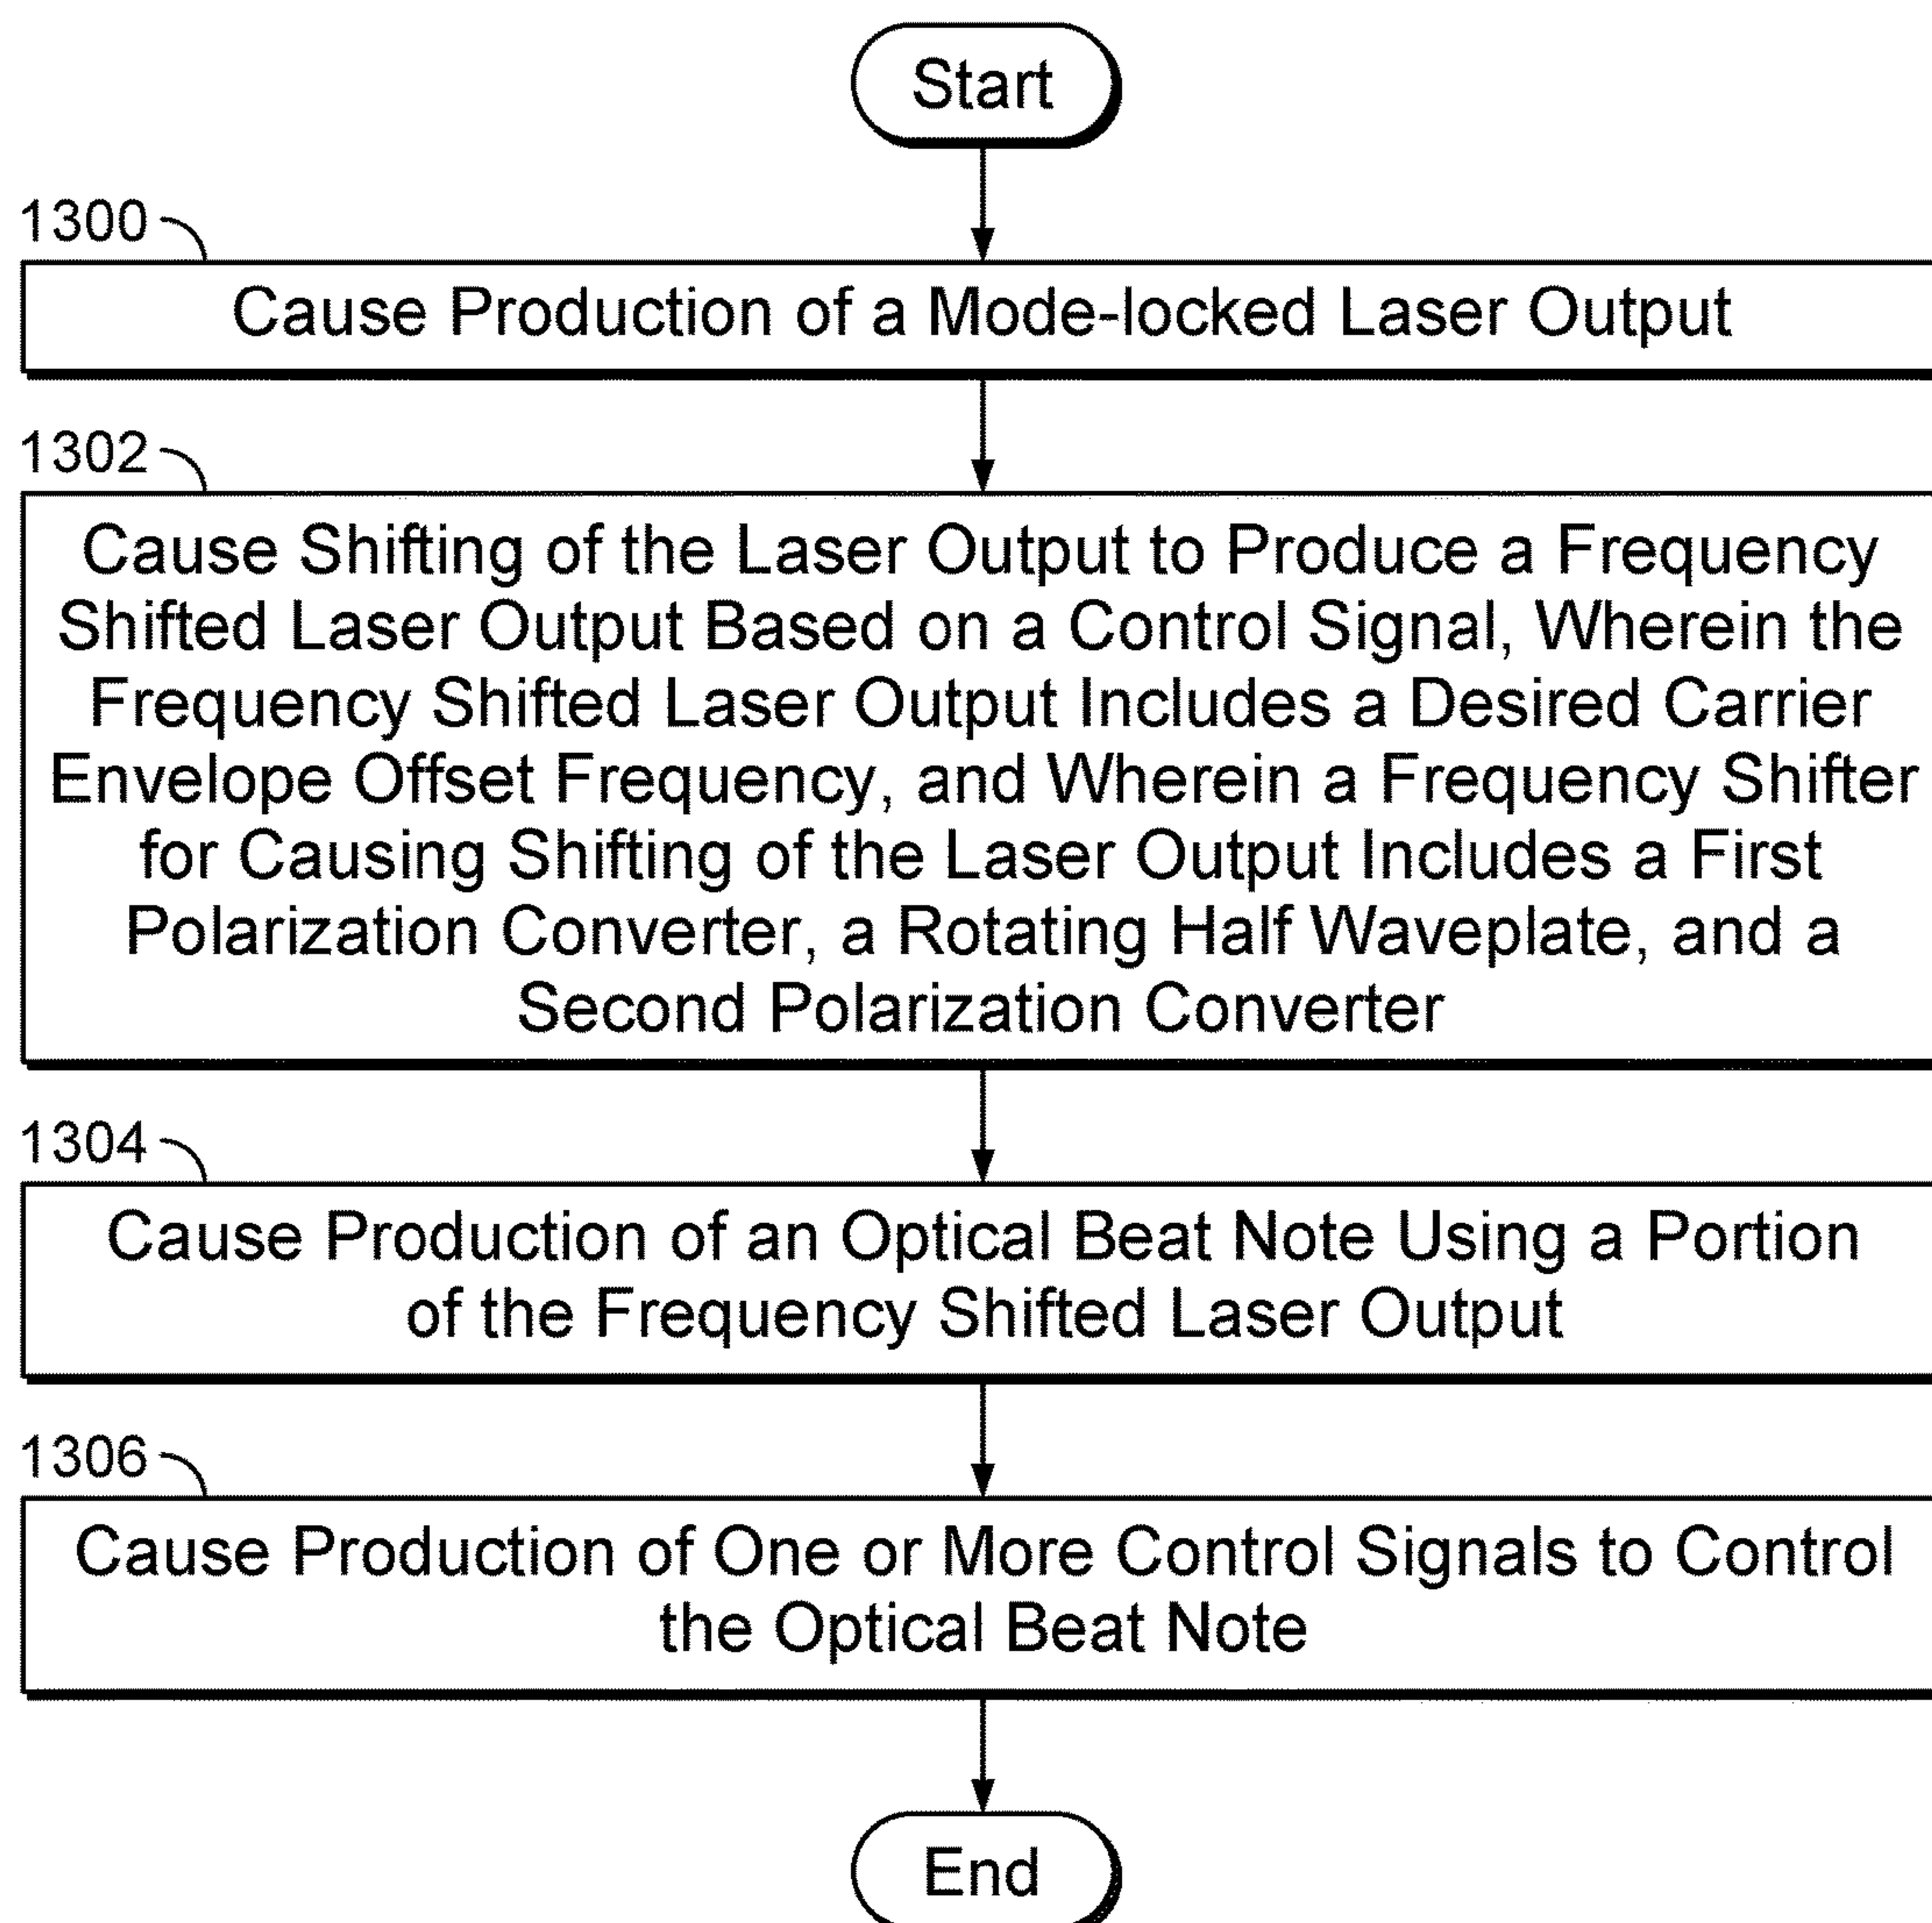 Start
1300
Cause Production of a Mode-locked Laser Output
1302
Cause Shifting of the Laser Output to Produce a Frequency
Shifted Laser Output Based on a Control Signal, Wherein the
Frequency Shifted Laser Output Includes a Desired Carrier
Envelope Offset Frequency, and Wherein a Frequency Shifter
for Causing Shifting of the Laser Output Includes a First
Polarization Converter, a Rotating Half Waveplate, and a
Second Polarization Converter
1304
Cause Production of an Optical Beat Note Using a Portion
of the Frequency Shifted Laser Output
1306
Cause Production of One or More Control Signals to Control
the Optical Beat Note
End